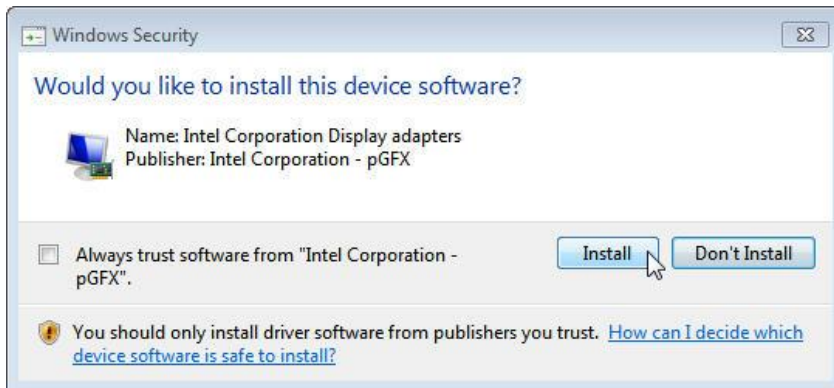 Windows Security
Would you like to install this device software?
Name: Intel Corporation Display adapters
Publisher: Intel Corporation - pGFX
Always trust software from "Intel Corporation -
pGFX".
Install
Don't Install
You should only install driver software from publishers you trust. How can I decide which
device software is safe to install?